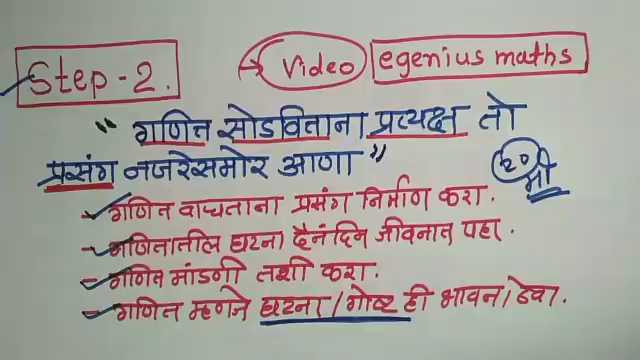 Step - 2.
→ Video egenius maths
" गणित सोडविताना प्रत्यक्ष तो
प्रसंग नजरेसमोर आणा "
२० मी
- गणित वाचताना प्रसंग निर्माण करा.
- गणितातील घटना दैनंदिन जीवनात पहा.
- गणित मांडणी तशी करा.
- गणित म्हणजे घटना / गोष्ट ही भावना ठेवा.